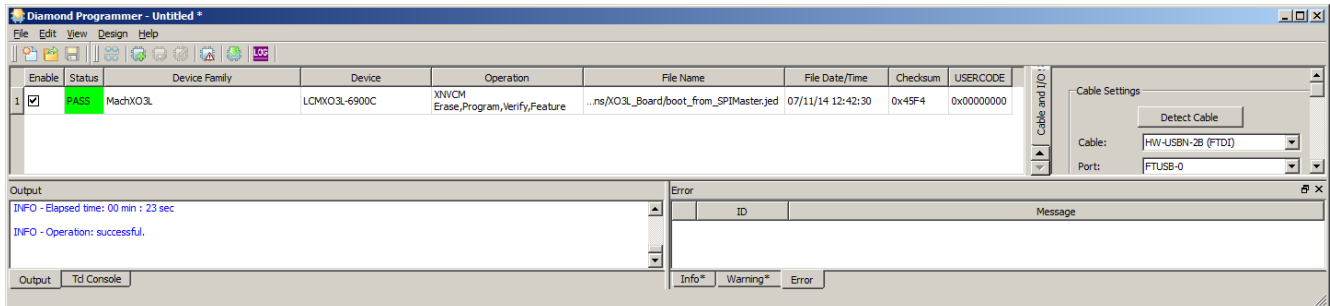 Diamond Programmer - Untitled *
File Edit View Design Help
LOG
Enable Status Device Family Device Operation File Name File Date/Time Checksum USERCODE
1 PASS MachXO3L LCMXO3L-6900C XNVCM
Erase,Program,Verify,Feature ...ns/XO3L_Board/boot_from_SPIMaster.jed 07/11/14 12:42:30 0x45F4 0x00000000
Cable and I/O
Cable Settings
Detect Cable
Cable: HW-USBN-2B (FTDI)
Port: FTUSB-0
Output
INFO - Elapsed time: 00 min : 23 sec
INFO - Operation: successful.
Output Tcl Console
Error
ID Message
Info* Warning* Error